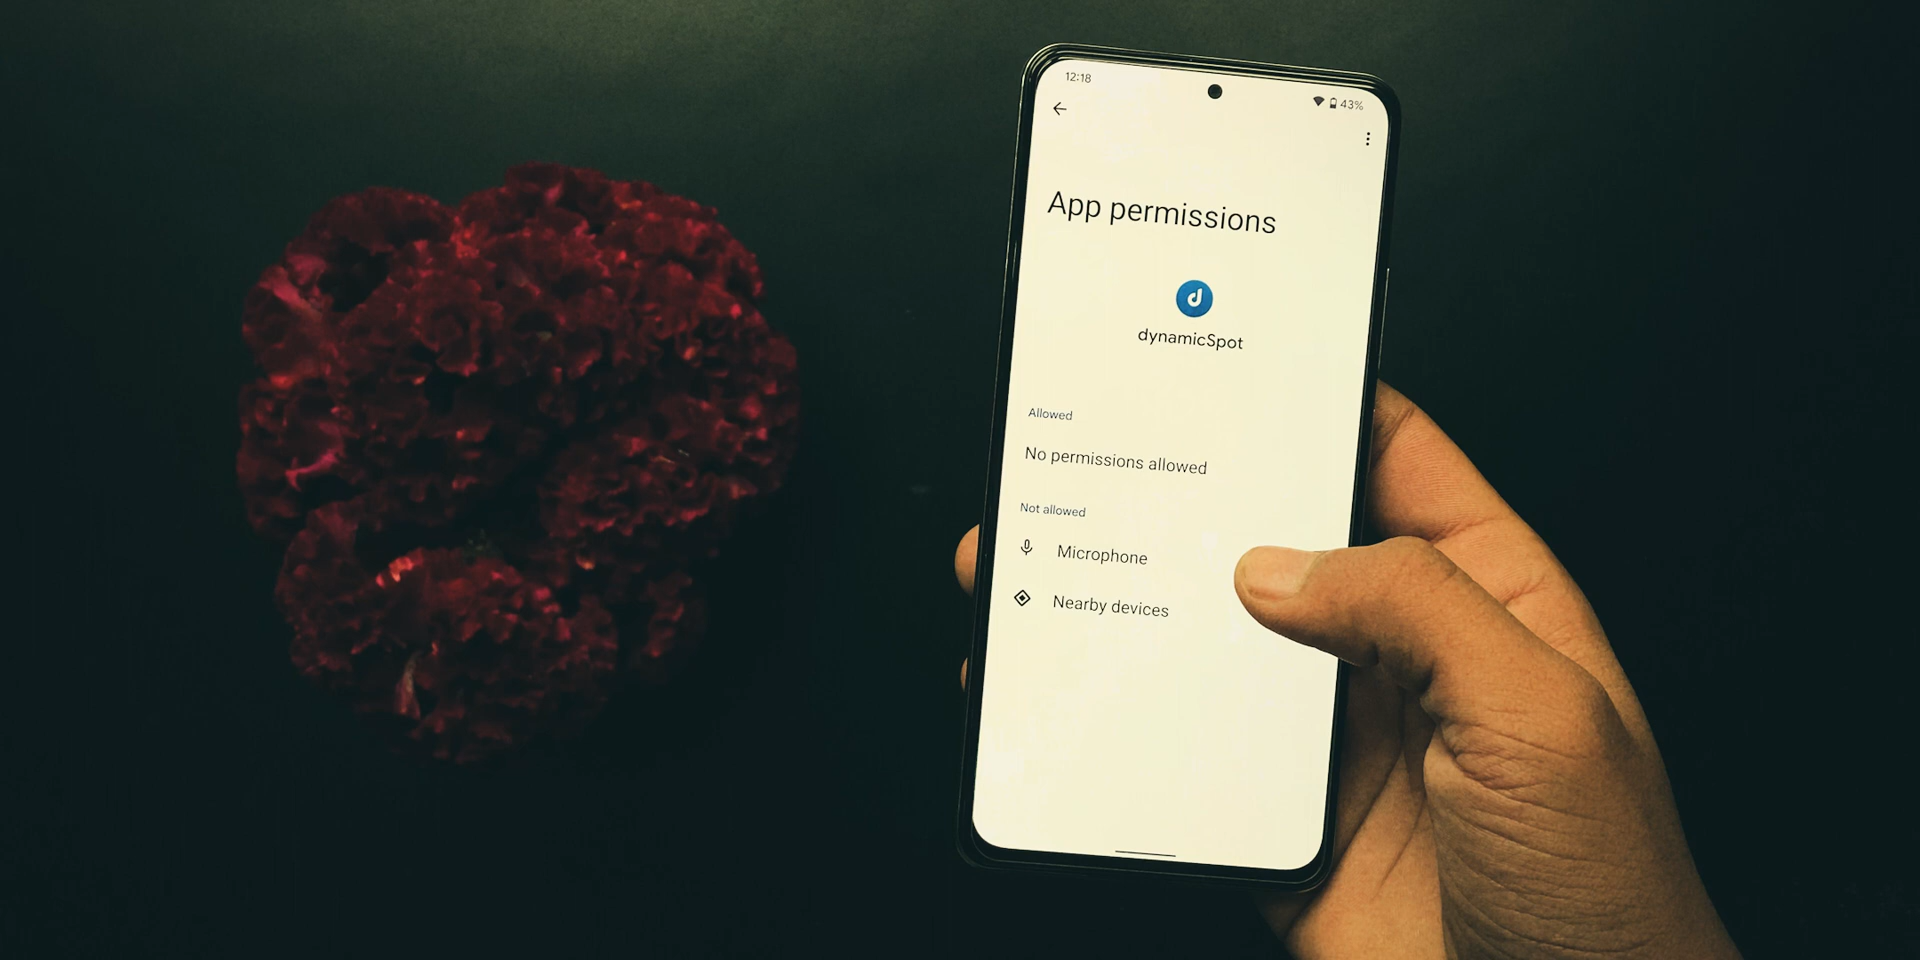 12:18
43%
App permissions
dynamicSpot
Allowed
No permissions allowed
Not allowed
Microphone
Nearby devices